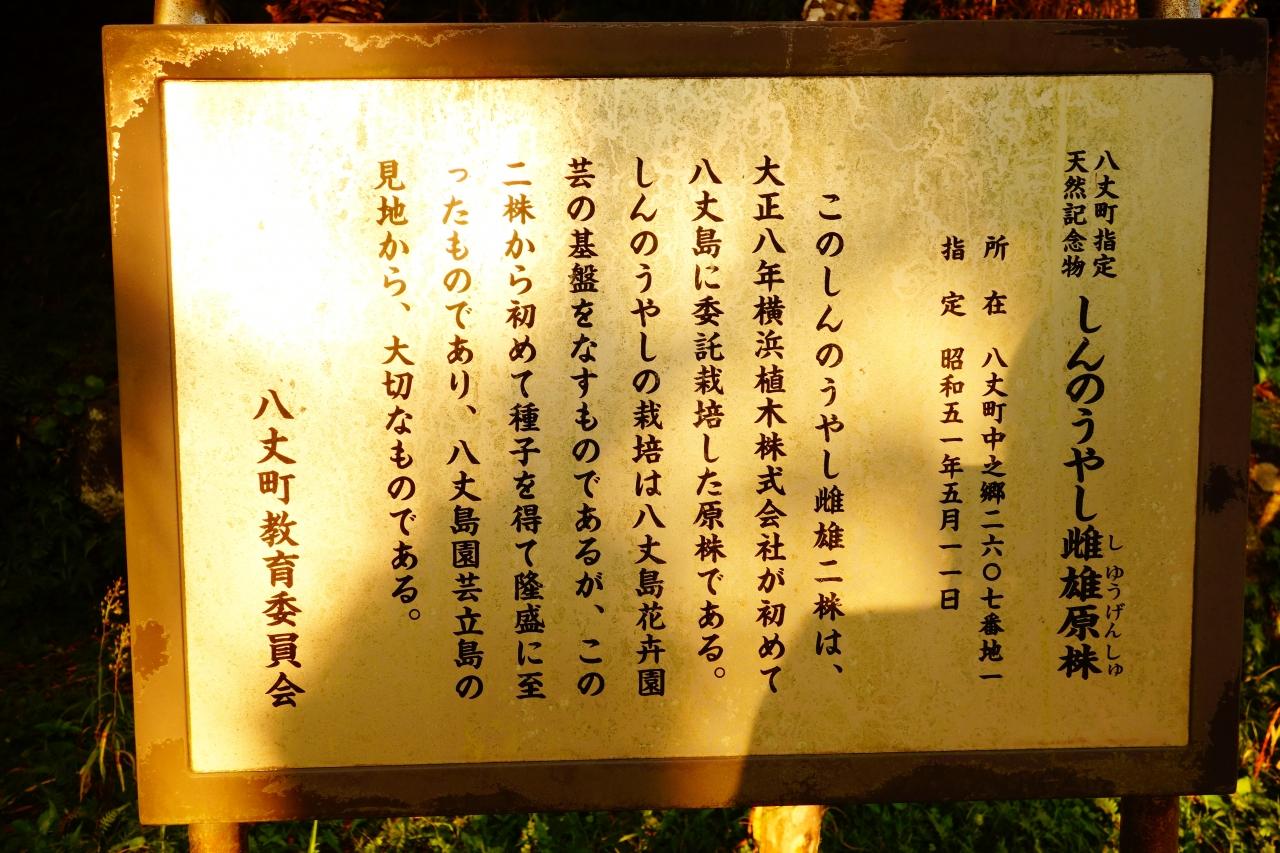 八丈町指定
天然記念物
しんのうやし雌雄原株
しゆうげんしゆ
所在 八丈町中之郷二六〇七番地一
指定 昭和五一年五月一一日
このしんのうやし雌雄二株は、
大正八年横浜植木株式会社が初めて
八丈島に委託栽培した原株である。
しんのうやしの栽培は八丈島花卉園
芸の基盤をなすものであるが、この
二株から初めて種子を得て隆盛に至
ったものであり、八丈島園芸立島の
見地から、大切なものである。
八丈町教育委員会